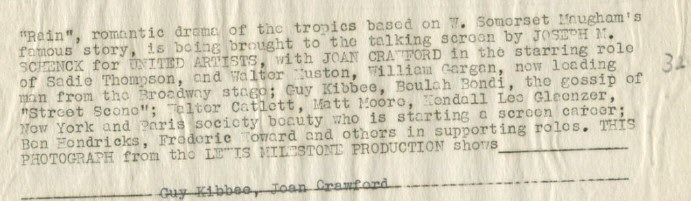 "Rain", romantic drama of the tropics based on W. Somerset Maugham's
famous story, is being brought to the talking screen by JOSEPH M.
SCHENCK for UNITED ARTISTS, with JOAN CRAWFORD in the starring role
of Sadie Thompson, and Walter Huston, William Gargan, new leading
man from the Broadway stage; Guy Kibbee, Beulah Bondi, the gossip of
"Street Scene"; Walter Catlett, Matt Moore, Kendall Lee Gleenzer,
New York and Paris society beauty who is starting a screen career;
Ben Hendricks, Frederic Howard and others in supporting roles. THIS
PHOTOGRAPH from the LEWIS MILESTONE PRODUCTION shows
Guy Kibbee, Joan Crawford
32